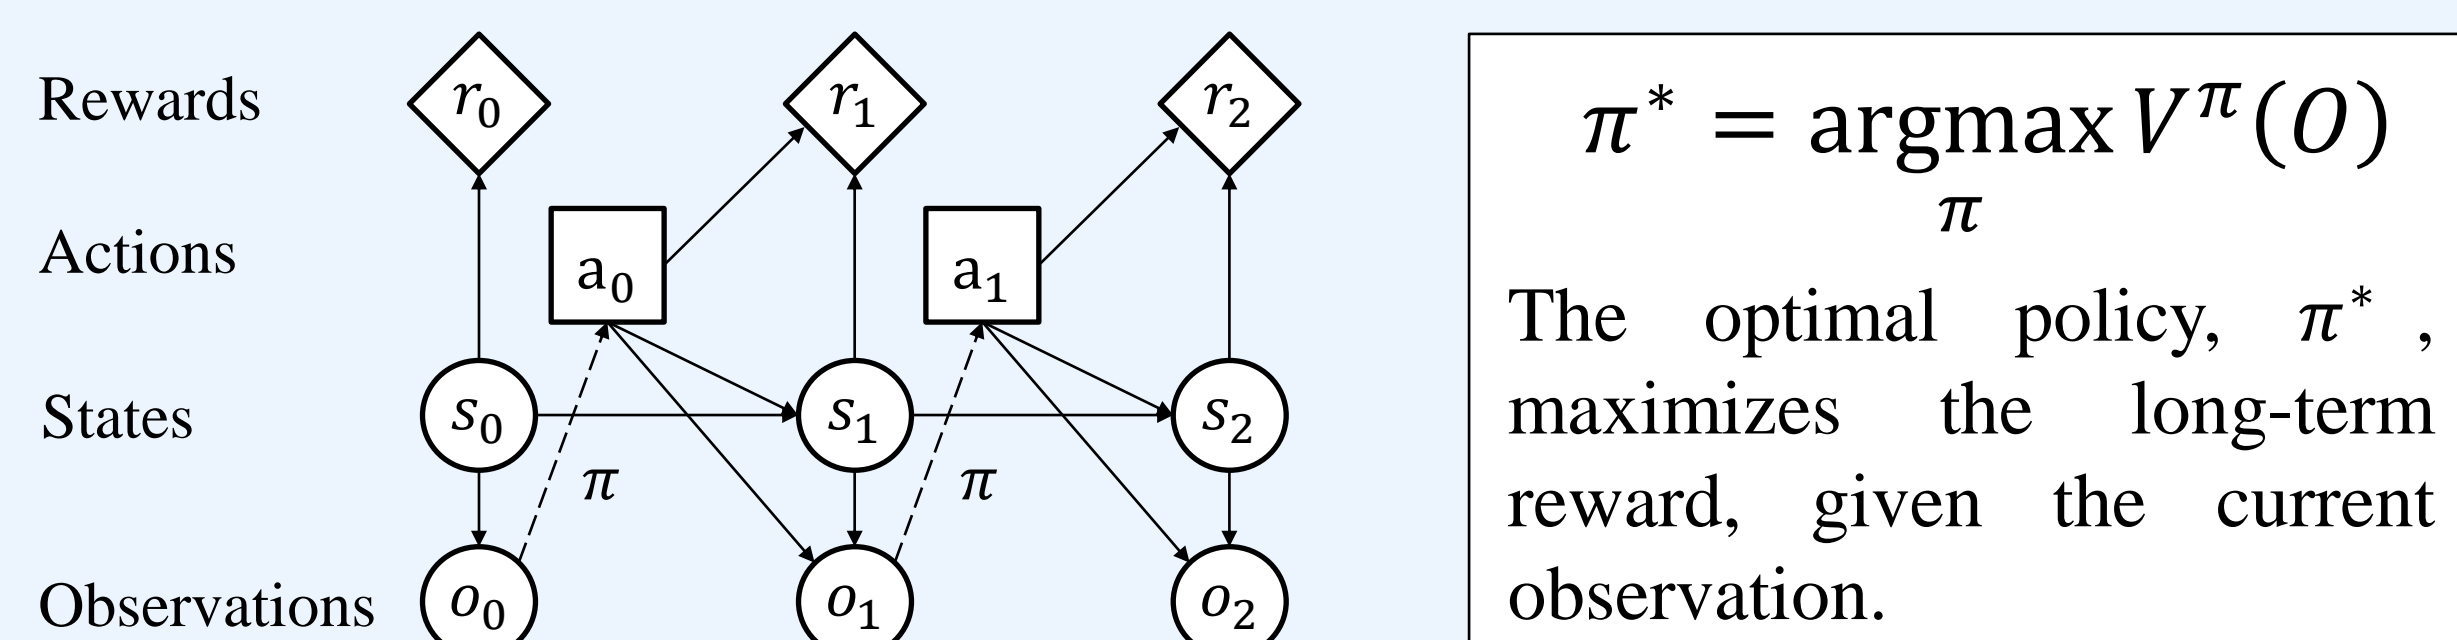 Rewards r₀ r₁ r₂
Actions a₀ a₁
States s₀ s₁ s₂
π π
Observations o₀ o₁ o₂
π* = argmax V^π(O)
π
The optimal policy, π* ,
maximizes the long-term
reward, given the current
observation.